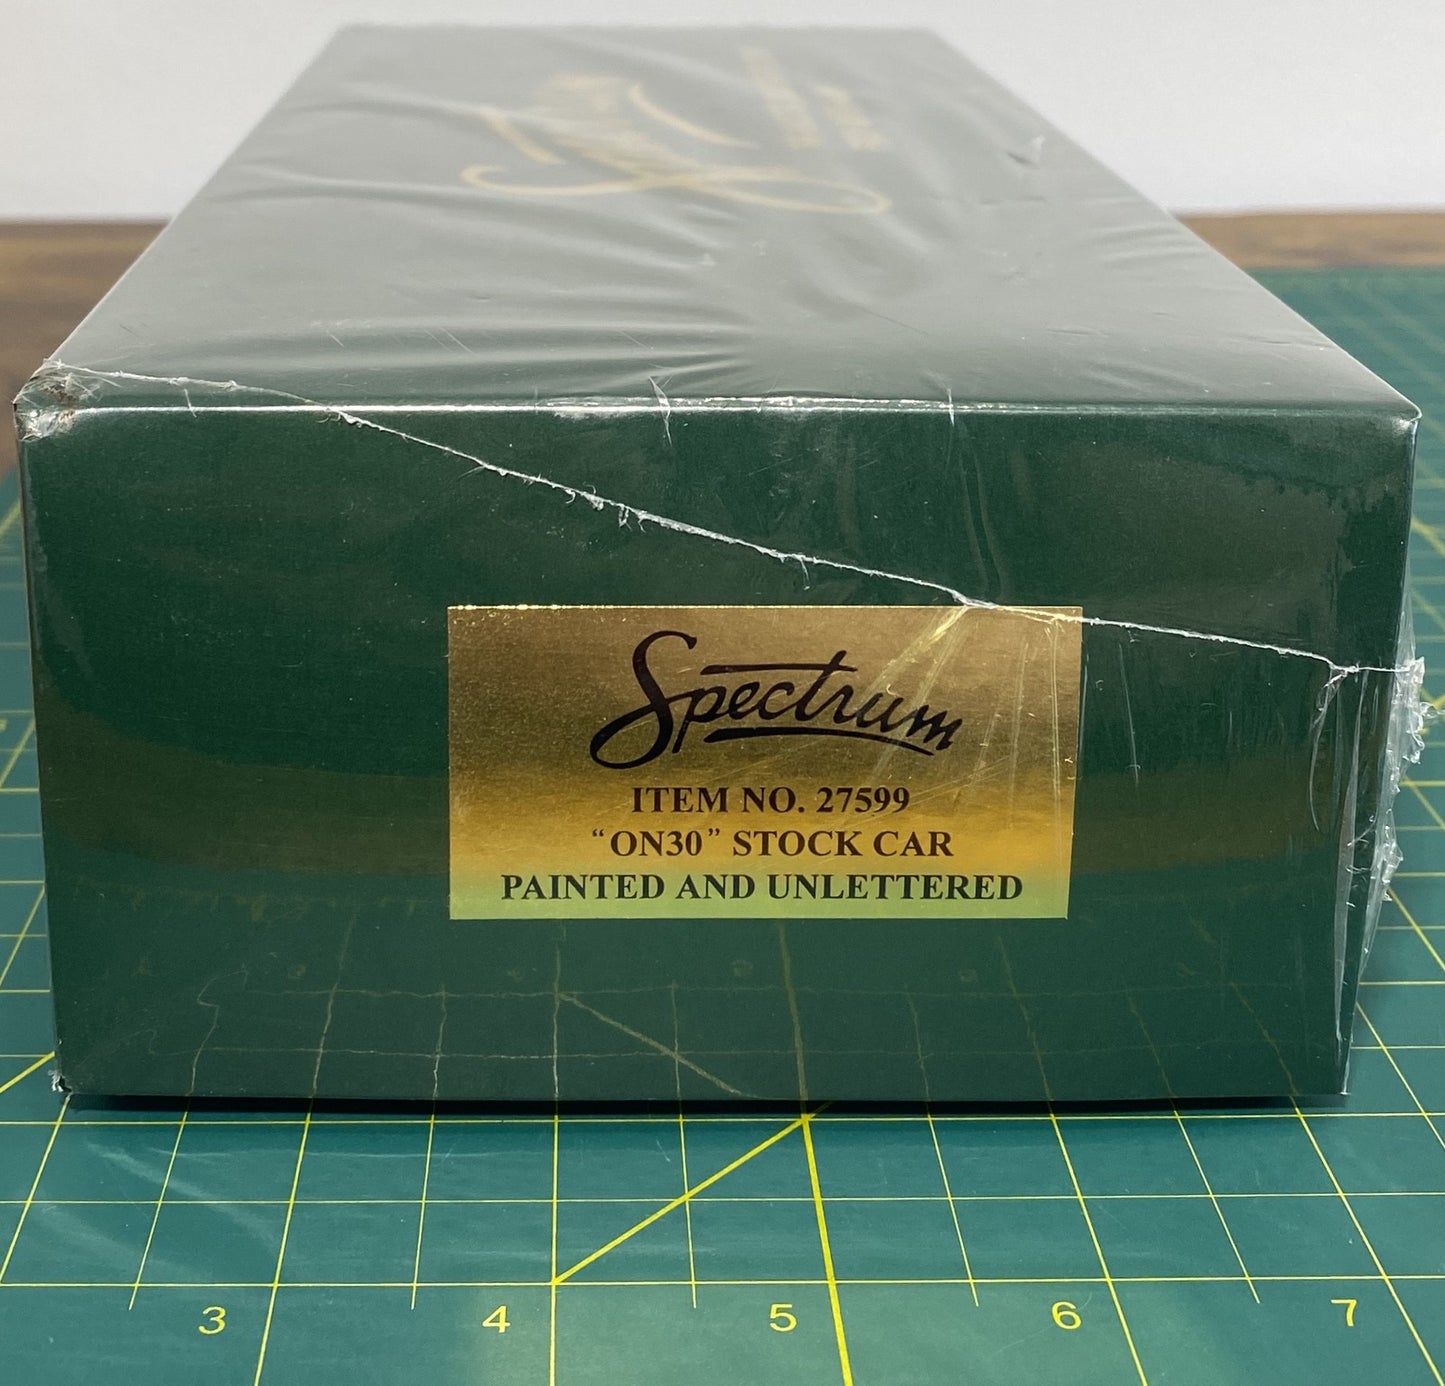 Spectrum
ITEM NO. 27599
“ON30” STOCK CAR
PAINTED AND UNLETTERED
3 4 5 6 7